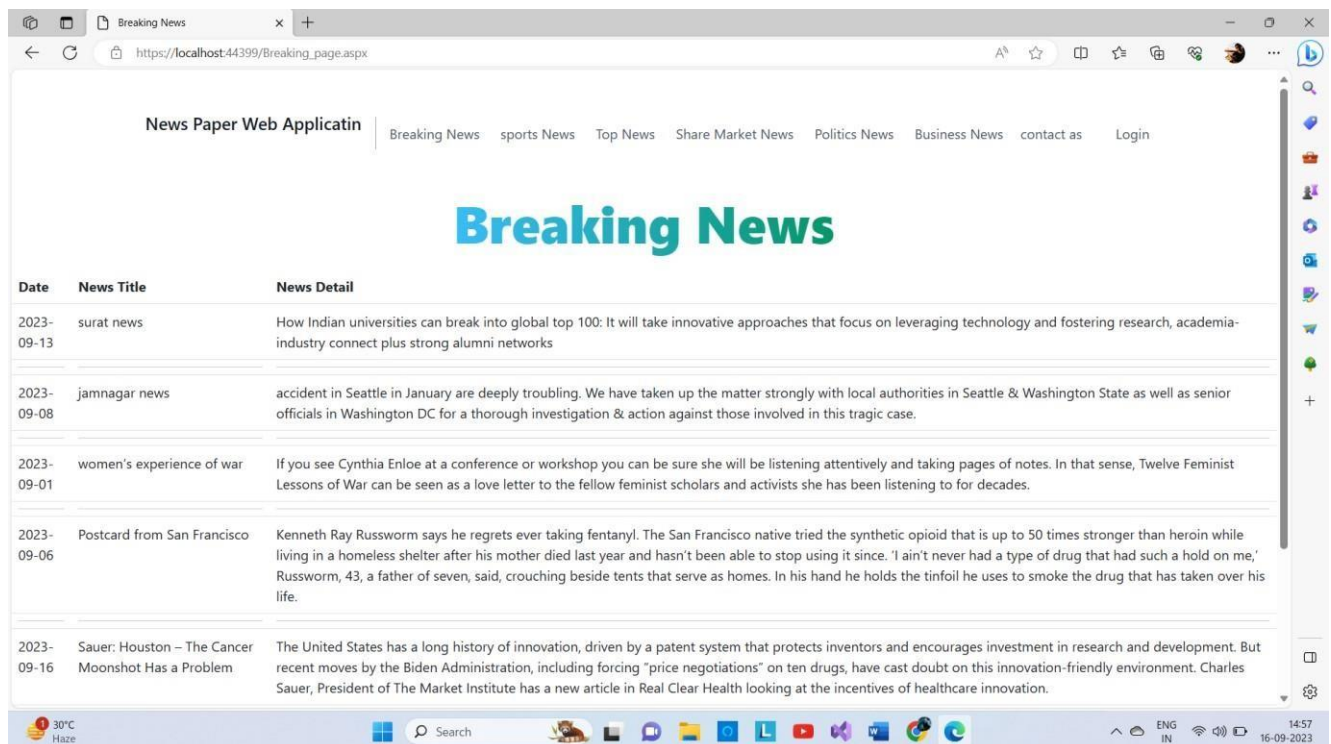 Breaking News
https://localhost:44399/Breaking_page.aspx
News Paper Web Applicatin
Breaking News sports News Top News Share Market News Politics News Business News contact as Login
Breaking News
Date News Title News Detail
2023- surat news How Indian universities can break into global top 100: It will take innovative approaches that focus on leveraging technology and fostering research, academia-
09-13 industry connect plus strong alumni networks
2023- jamnagar news accident in Seattle in January are deeply troubling. We have taken up the matter strongly with local authorities in Seattle & Washington State as well as senior
09-08 officials in Washington DC for a thorough investigation & action against those involved in this tragic case.
2023- women's experience of war If you see Cynthia Enloe at a conference or workshop you can be sure she will be listening attentively and taking pages of notes. In that sense, Twelve Feminist
09-01 Lessons of War can be seen as a love letter to the fellow feminist scholars and activists she has been listening to for decades.
2023- Postcard from San Francisco Kenneth Ray Russworm says he regrets ever taking fentanyl. The San Francisco native tried the synthetic opioid that is up to 50 times stronger than heroin while
09-06 living in a homeless shelter after his mother died last year and hasn't been able to stop using it since. 'I ain't never had a type of drug that had such a hold on me,'
Russworm, 43, a father of seven, said, crouching beside tents that serve as homes. In his hand he holds the tinfoil he uses to smoke the drug that has taken over his
life.
2023- Sauer: Houston – The Cancer The United States has a long history of innovation, driven by a patent system that protects inventors and encourages investment in research and development. But
09-16 Moonshot Has a Problem recent moves by the Biden Administration, including forcing "price negotiations" on ten drugs, have cast doubt on this innovation-friendly environment. Charles
Sauer, President of The Market Institute has a new article in Real Clear Health looking at the incentives of healthcare innovation.
1 30°C
Haze
Search
L
L
ENG
IN
14:57
16-09-2023